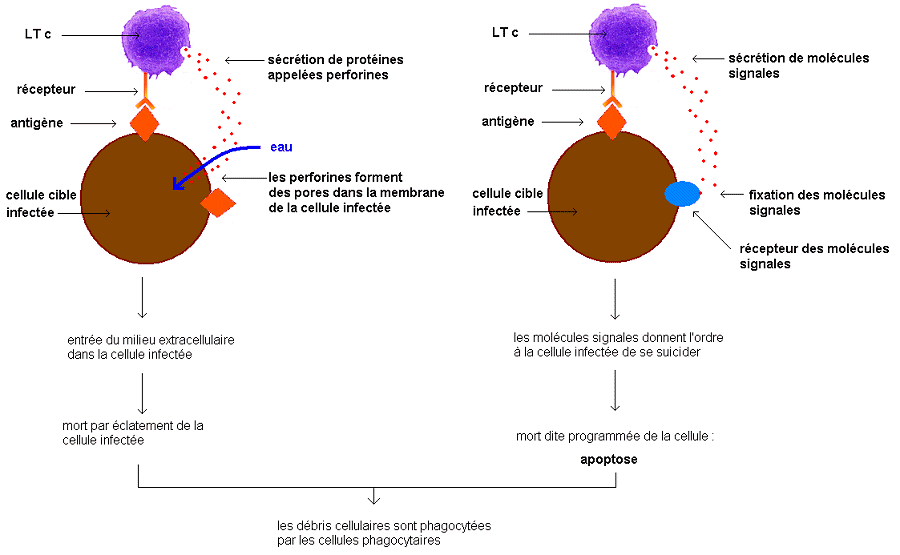 LT c
sécrétion de protéines
appelées perforines
récepteur
antigène
eau
les perforines forment
des pores dans la membrane
de la cellule infectée
cellule cible
infectée
entrée du milieu extracellulaire
dans la cellule infectée
mort par éclatement de la
cellule infectée
LT c
sécrétion de molécules
signales
récepteur
antigène
cellule cible
infectée
fixation des molécules
signales
récepteur des molécules
signales
les molécules signales donnent l'ordre
à la cellule infectée de se suicider
mort dite programmée de la cellule :
apoptose
les débris cellulaires sont phagocytées
par les cellules phagocytaires